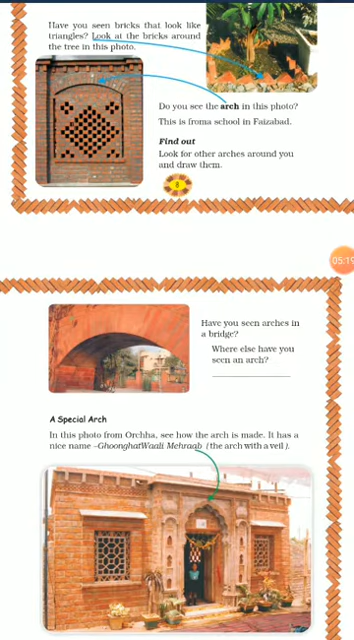 Have you seen bricks that look like
triangles? Look at the bricks around
the tree in this photo.
Do you see the arch in this photo?
This is froma school in Faizabad.
Find out
Look for other arches around you
and draw them.
8
05:19
Have you seen arches in
a bridge?
Where else have you
seen an arch?
A Special Arch
In this photo from Orchha, see how the arch is made. It has a
nice name –GhoonghatWaali Mehraab (the arch with a veil ).